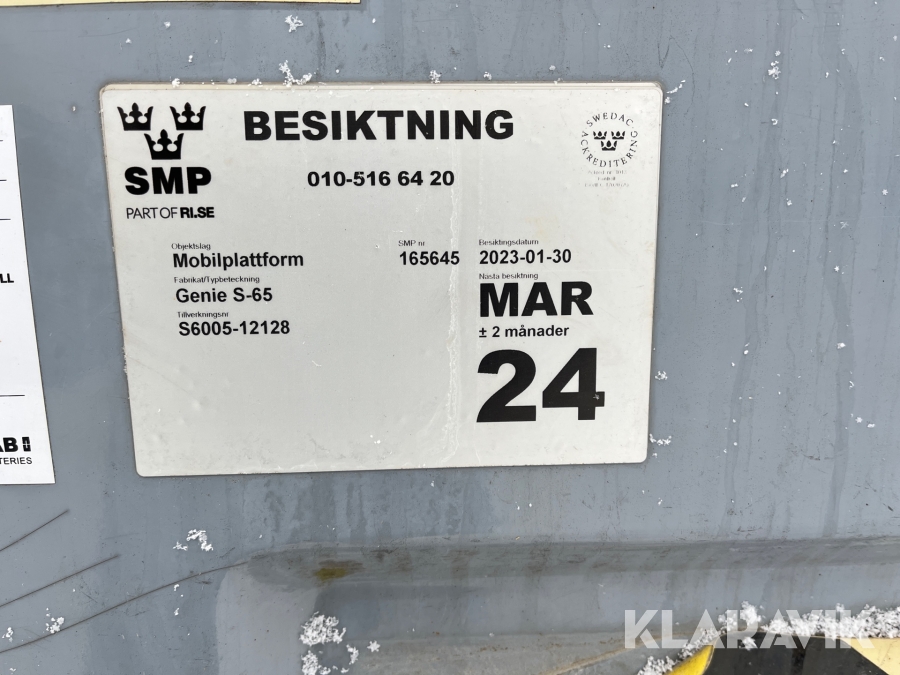 BESIKTNING
SWEDAC
ACKREDITERING
SMP
PART OF RI.SE
010-516 64 20
Objektslag
Mobilplattform
SMP nr
165645
Besiktningsdatum
2023-01-30
Fabrikat/Typbeteckning
Genie S-65
Nästa besiktning
MAR
± 2 månader
24
Tillverkningsnr
S6005-12128
LL
AB
TERIES
KLARAVIK